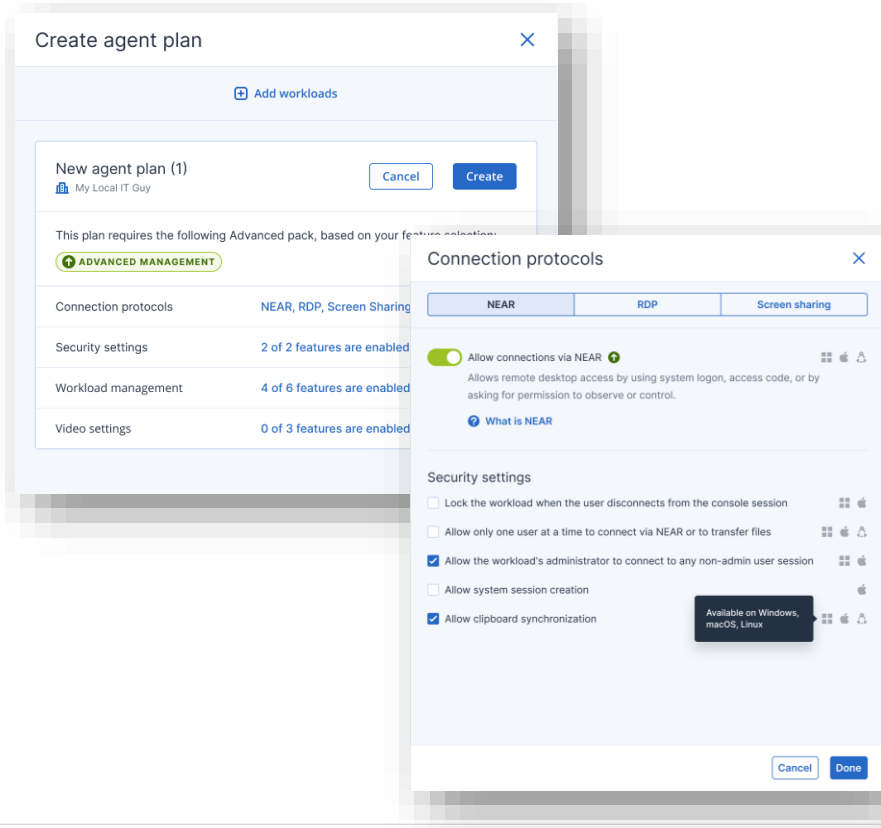 Create agent plan
Add workloads
New agent plan (1)
My Local IT Guy
Cancel
Create
This plan requires the following Advanced pack, based on your feature selection:
ADVANCED MANAGEMENT
Connection protocols
NEAR, RDP, Screen Sharing
Security settings
2 of 2 features are enabled
Workload management
4 of 6 features are enabled
Video settings
0 of 3 features are enabled
Connection protocols
NEAR
RDP
Screen sharing
Allow connections via NEAR
Allows remote desktop access by using system logon, access code, or by
asking for permission to observe or control.
What is NEAR
Security settings
Lock the workload when the user disconnects from the console session
Allow only one user at a time to connect via NEAR or to transfer files
Allow the workload's administrator to connect to any non-admin user session
Allow system session creation
Allow clipboard synchronization
Available on Windows,
macOS, Linux
Cancel
Done